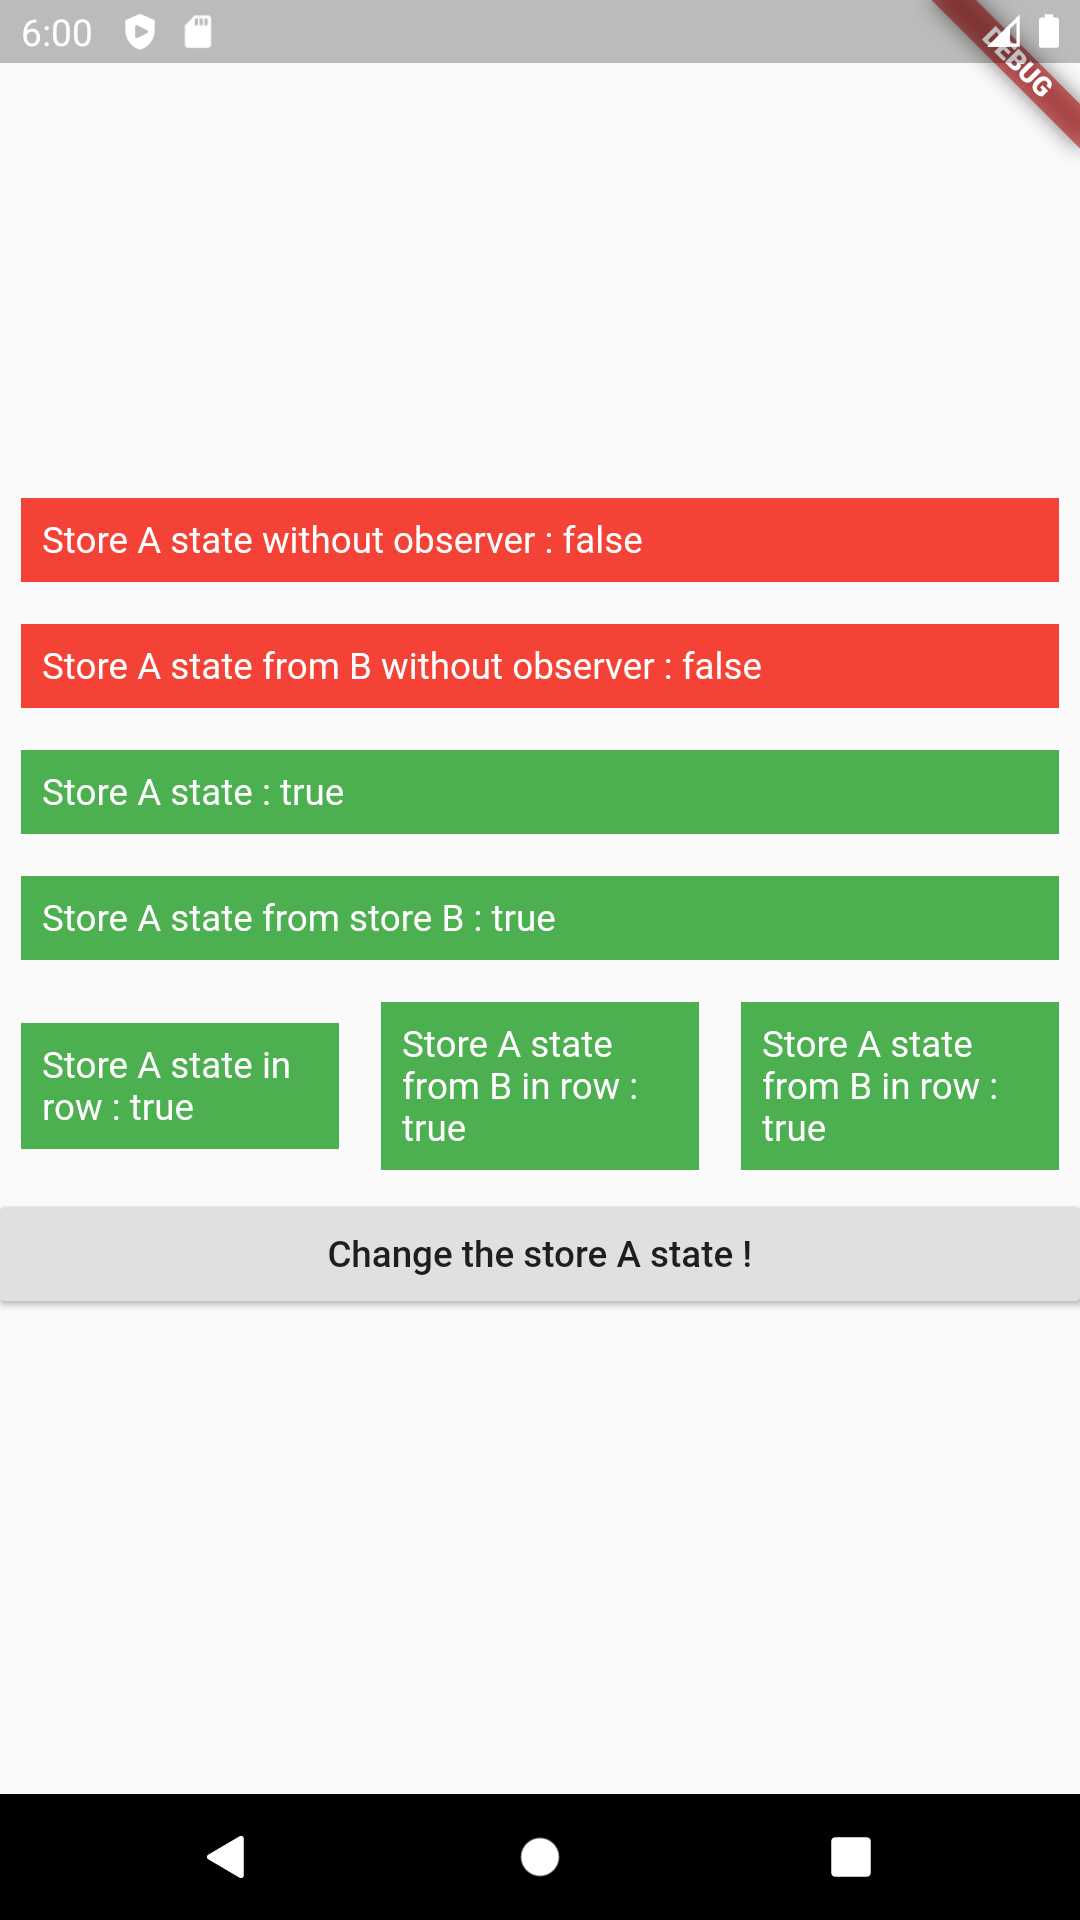 6:00
DEBUG
Store A state without observer : false
Store A state from B without observer : false
Store A state : true
Store A state from store B : true
Store A state in
row : true
Store A state
from B in row :
true
Store A state
from B in row :
true
Change the store A state !